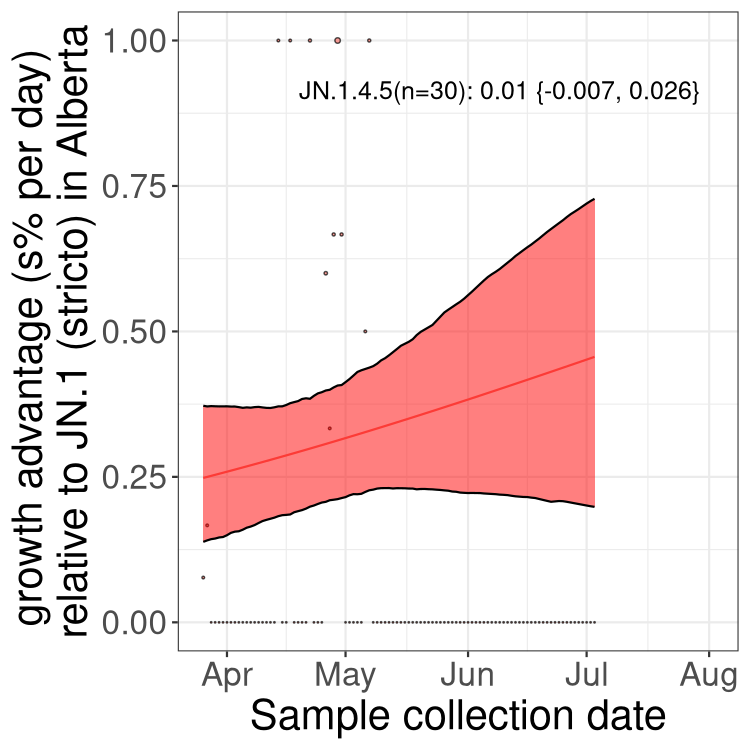 growth advantage (s% per day)
relative to JN.1 (stricto) in Alberta
1.00
0.75
0.50
0.25
0.00
JN.1.4.5(n=30): 0.01 {-0.007, 0.026}
Apr May Jun Jul Aug
Sample collection date